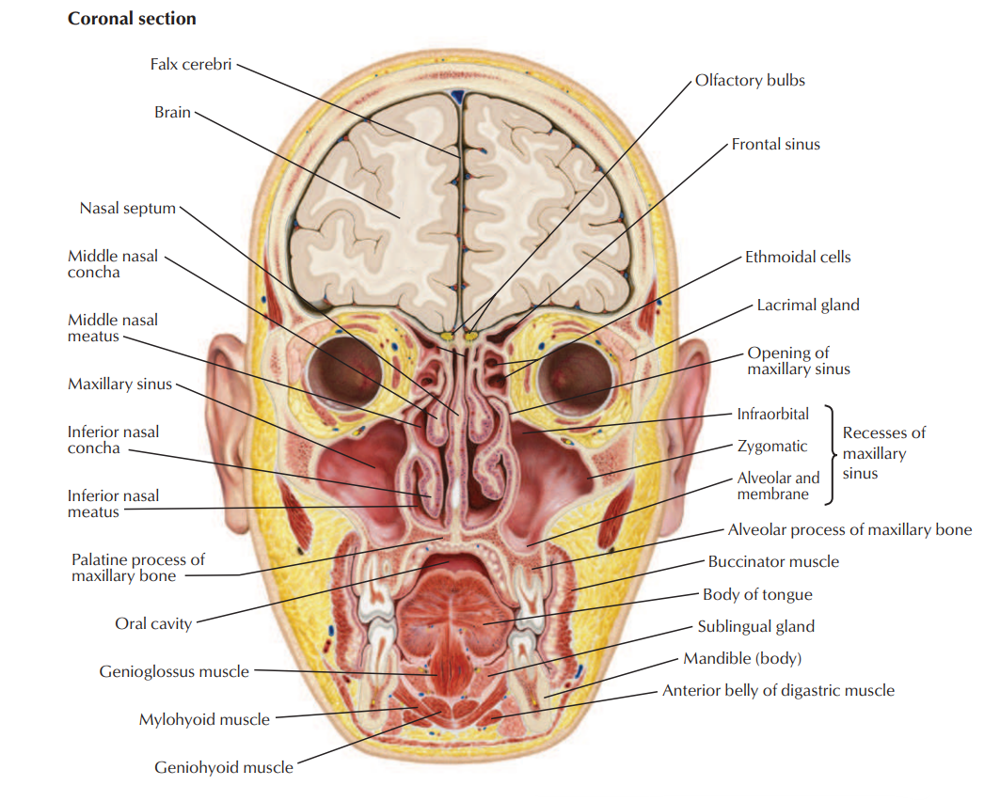 Coronal section
Falx cerebri
Brain
Nasal septum
Middle nasal
concha
Middle nasal
meatus
Maxillary sinus
Inferior nasal
concha
Inferior nasal
meatus
Palatine process of
maxillary bone
Oral cavity
Genioglossus muscle
Mylohyoid muscle
Geniohyoid muscle
Olfactory bulbs
Frontal sinus
Ethmoidal cells
Lacrimal gland
Opening of
maxillary sinus
Infraorbital
Zygomatic
Alveolar and
membrane
Recesses of
maxillary
sinus
Alveolar process of maxillary bone
Buccinator muscle
Body of tongue
Sublingual gland
Mandible (body)
Anterior belly of digastric muscle